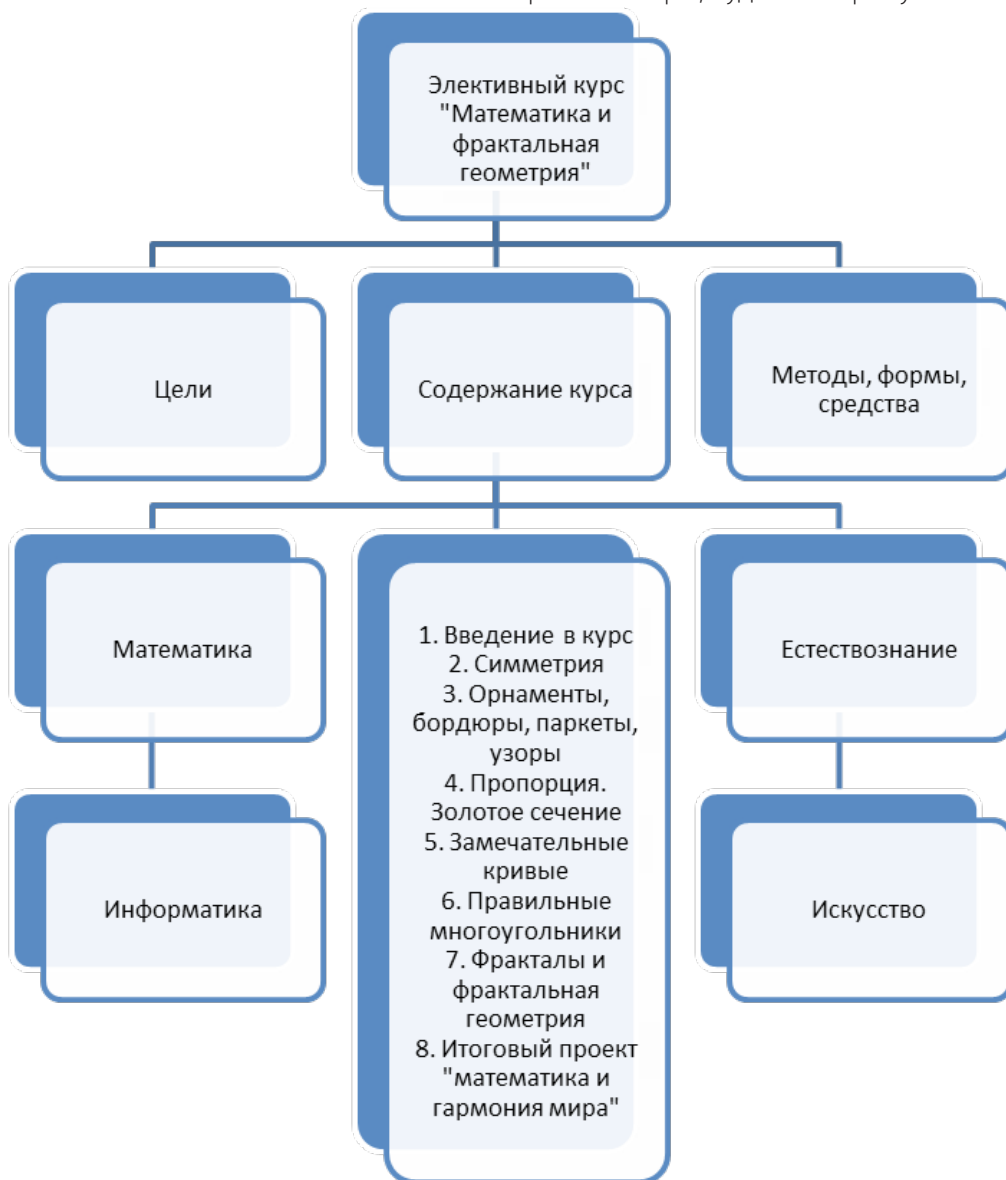 Элективный курс
"Математика и
фрактальная
геометрия"
Цели
Содержание курса
Методы, формы,
средства
Математика
1. Введение в курс
2. Симметрия
3. Орнаменты,
бордюры, паркеты,
узоры
4. Пропорция.
Золотое сечение
5. Замечательные
кривые
6. Правильные
многоугольники
7. Фракталы и
фрактальная
геометрия
8. Итоговый проект
"математика и
гармония мира"
Естествознание
Информатика
Искусство